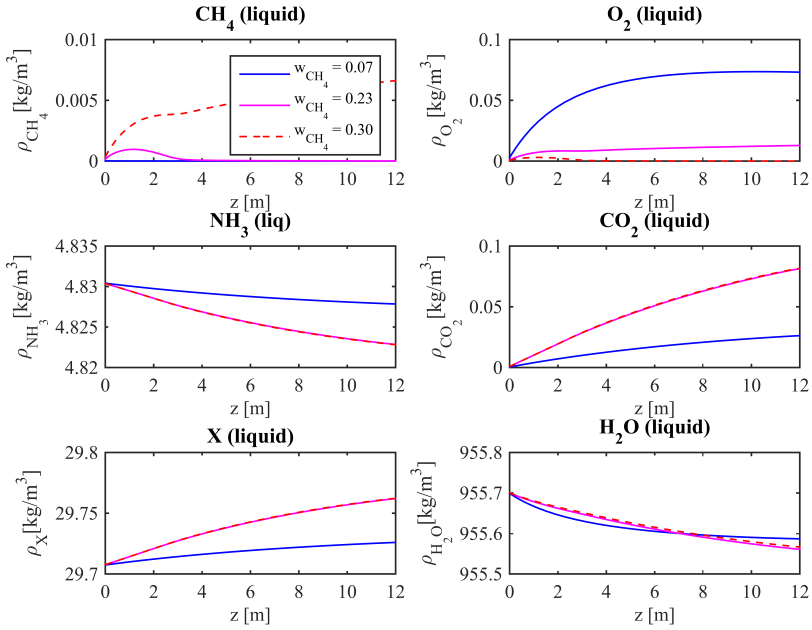 CH4 (liquid)
0.01
0.005
0
ρCH4 [kg/m3]
wCH4 = 0.07
wCH4 = 0.23
wCH4 = 0.30
0 2 4 6 8 10 12
z [m]
O2 (liquid)
0.1
0.05
0
ρO2 [kg/m3]
0 2 4 6 8 10 12
z [m]
NH3 (liq)
4.835
4.83
4.825
4.82
ρNH3 [kg/m3]
0 2 4 6 8 10 12
z [m]
CO2 (liquid)
0.1
0.05
0
ρCO2 [kg/m3]
0 2 4 6 8 10 12
z [m]
X (liquid)
29.8
29.75
29.7
ρX[kg/m3]
0 2 4 6 8 10 12
z [m]
H2O (liquid)
955.8
955.7
955.6
955.5
ρH2O[kg/m3]
0 2 4 6 8 10 12
z [m]